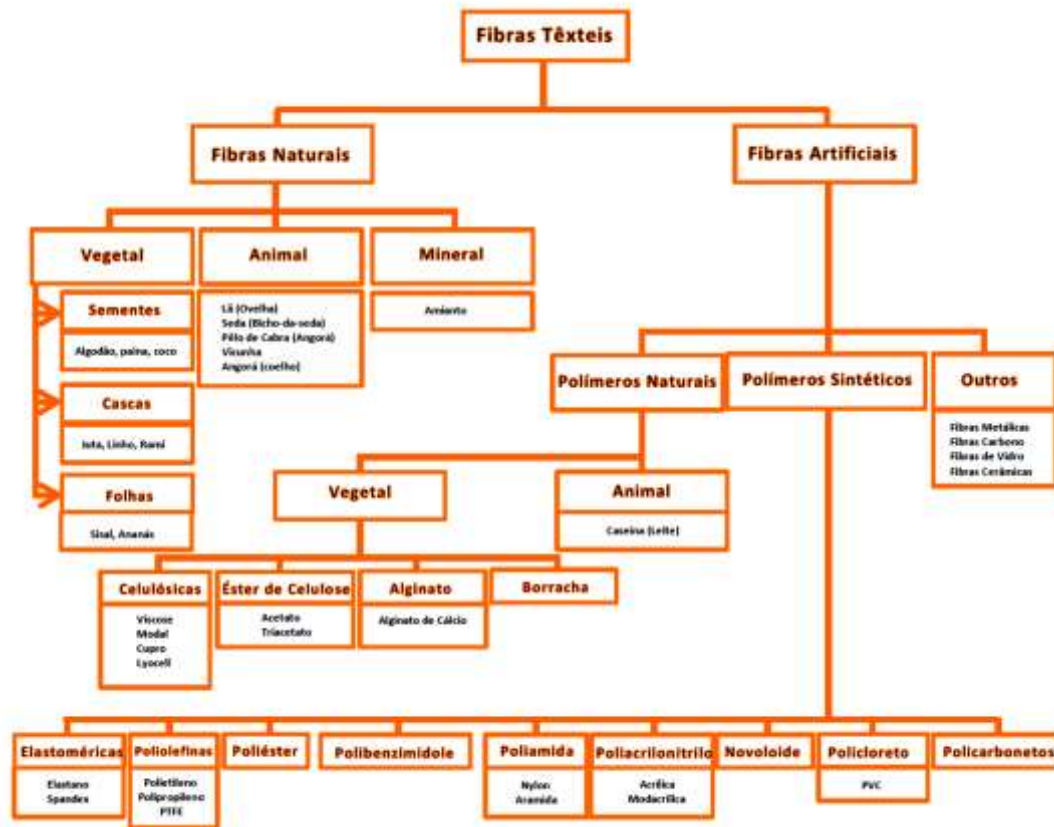 Fibras Têxteis
Fibras Naturais
Fibras Artificiais
Vegetal
Animal
Mineral
Sementes
Algodão, paina, coco
Cascas
Juta, Linho, Rami
Folhas
Sisal, Ananás
Lã (Ovelha)
Seda (Bicho-da-seda)
Pêlo de Cabra (Angorá)
Vicunha
Angorá (coelho)
Amianto
Polímeros Naturais
Polímeros Sintéticos
Outros
Fibras Metálicas
Fibras Carbono
Fibras de Vidro
Fibras Cerâmicas
Vegetal
Animal
Caseína (Leite)
Celulósicas
Viscose
Modal
Cupro
Lyocell
Éster de Celulose
Acetato
Triacetato
Alginato
Alginato de Cálcio
Borracha
Elastoméricas
Elastano
Spandex
Poliolefinas
Polietileno
Polipropileno
PTFE
Poliéster
Polibenzimidole
Poliamida
Nylon
Aramida
Poliacrilonitrilo
Acrílica
Modacrílica
Novoloide
Policloreto
PVC
Policarbonetos